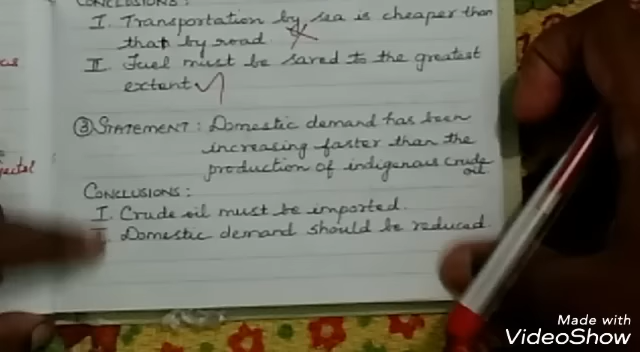 CONCLUSIONS:
I. Transportation by sea is cheaper than
that by road
II. Fuel must be saved to the greatest
extent
③ STATEMENT: Domestic demand has been
increasing faster than the
production of indigenous crude
oil
CONCLUSIONS:
I. Crude oil must be imported.
I. Domestic demand should be reduced.
Made with
VideoShow